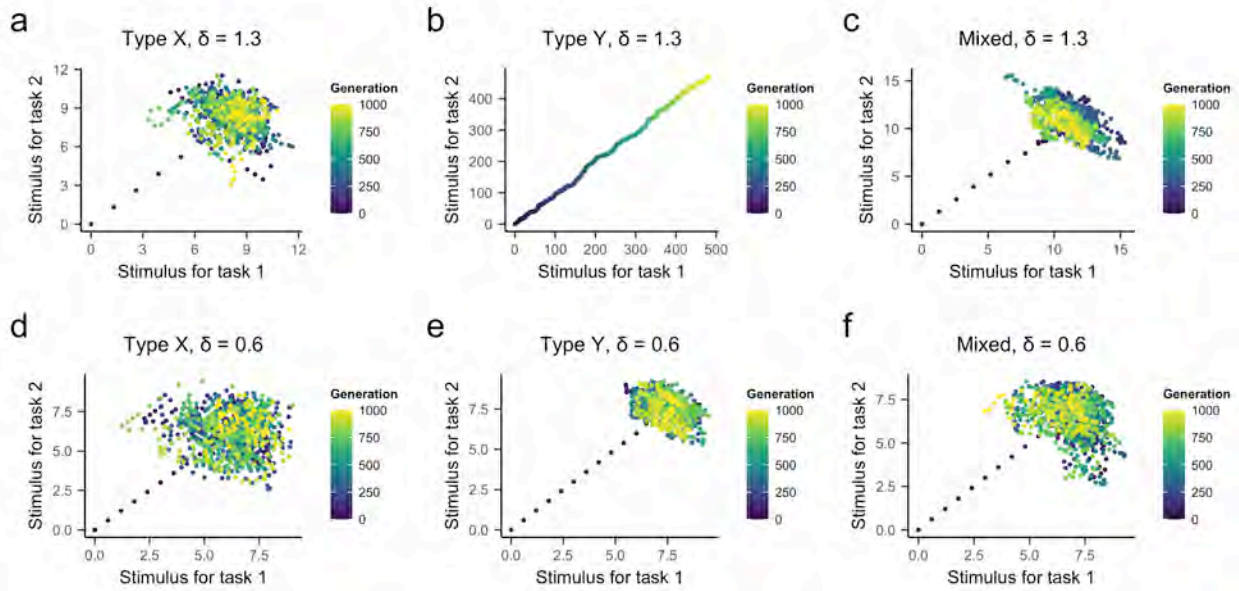 a
Type X, δ = 1.3
Stimulus for task 2
12
9
6
3
0
0 3 6 9 12
Stimulus for task 1
Generation
1000
750
500
250
0
b
Type Y, δ = 1.3
Stimulus for task 2
400
300
200
100
0
0 100 200 300 400 500
Stimulus for task 1
Generation
1000
750
500
250
0
c
Mixed, δ = 1.3
Stimulus for task 2
15
10
5
0
0 5 10 15
Stimulus for task 1
Generation
1000
750
500
250
0
d
Type X, δ = 0.6
Stimulus for task 2
7.5
5.0
2.5
0.0
0.0 2.5 5.0 7.5
Stimulus for task 1
Generation
1000
750
500
250
0
e
Type Y, δ = 0.6
Stimulus for task 2
7.5
5.0
2.5
0.0
0.0 2.5 5.0 7.5
Stimulus for task 1
Generation
1000
750
500
250
0
f
Mixed, δ = 0.6
Stimulus for task 2
7.5
5.0
2.5
0.0
0.0 2.5 5.0 7.5
Stimulus for task 1
Generation
1000
750
500
250
0